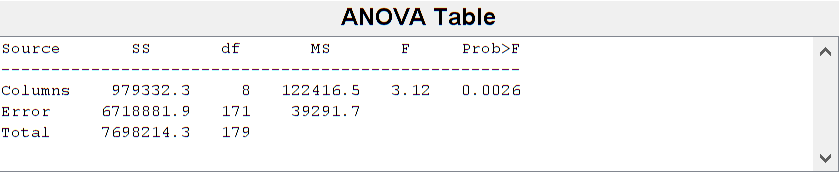 ANOVA Table
Source SS df MS F Prob>F
Columns 979332.3 8 122416.5 3.12 0.0026
Error 6718881.9 171 39291.7
Total 7698214.3 179